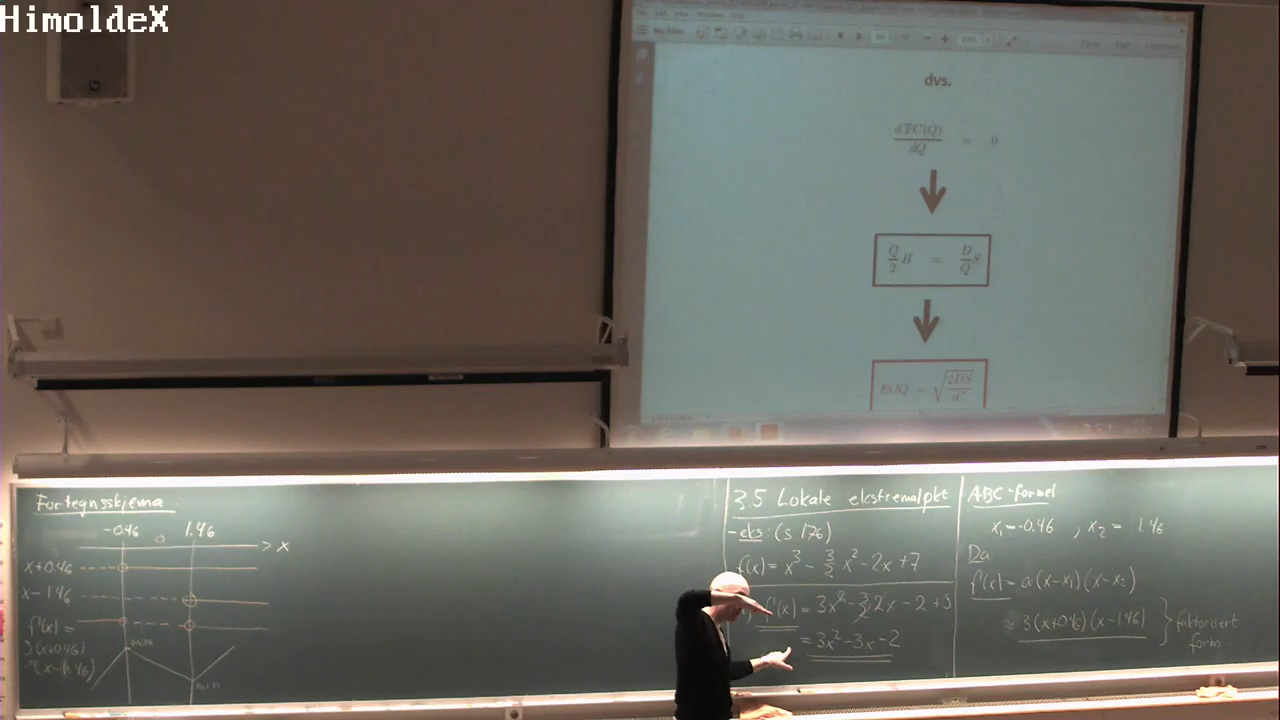 HimoldeX
dvs.
dTC(Q)
dQ
= 0
Q/2 H = D/Q S
EOQ = √2DS/iC
Fortegnsskjema
-0.46 0 1.46
> x
x+0.46
x-1.46
f'(x)=
3(x+0.46)
max
min
3.5 Lokale ekstremalpkt
-eks: (s 176)
f(x) = x³ - 3/2 x² - 2x + 7
f'(x) = 3x² - 3/2 · 2x - 2 + 0
= 3x² - 3x - 2
ABC-formel
x₁ = -0.46 , x₂ = 1.46
Da
f'(x) = a·(x-x₁)(x-x₂)
≈ 3(x+0.46)(x-1.46)
faktorisert
form